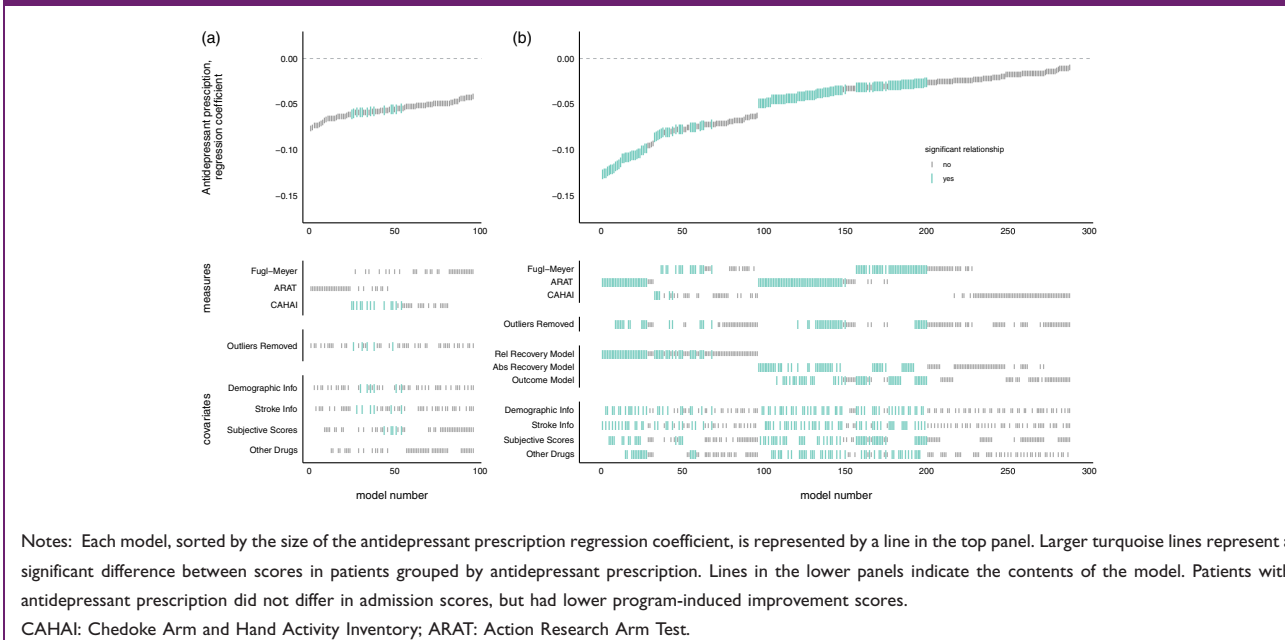 (a)
(b)
Antidepressant presciption,
regression coefficient
0.00
−0.05
−0.10
−0.15
0.00
−0.05
−0.10
−0.15
significant relationship
no
yes
0
50
100
0
50
100
150
200
250
300
measures
Fugl−Meyer
ARAT
CAHAI
Outliers Removed
covariates
Demographic Info
Stroke Info
Subjective Scores
Other Drugs
0
50
100
model number
Fugl−Meyer
ARAT
CAHAI
Outliers Removed
Rel Recovery Model
Abs Recovery Model
Outcome Model
Demographic Info
Stroke Info
Subjective Scores
Other Drugs
0
50
100
150
200
250
300
model number
Notes: Each model, sorted by the size of the antidepressant prescription regression coefficient, is represented by a line in the top panel. Larger turquoise lines represent
significant difference between scores in patients grouped by antidepressant prescription. Lines in the lower panels indicate the contents of the model. Patients with
antidepressant prescription did not differ in admission scores, but had lower program-induced improvement scores.
CAHAI: Chedoke Arm and Hand Activity Inventory; ARAT: Action Research Arm Test.